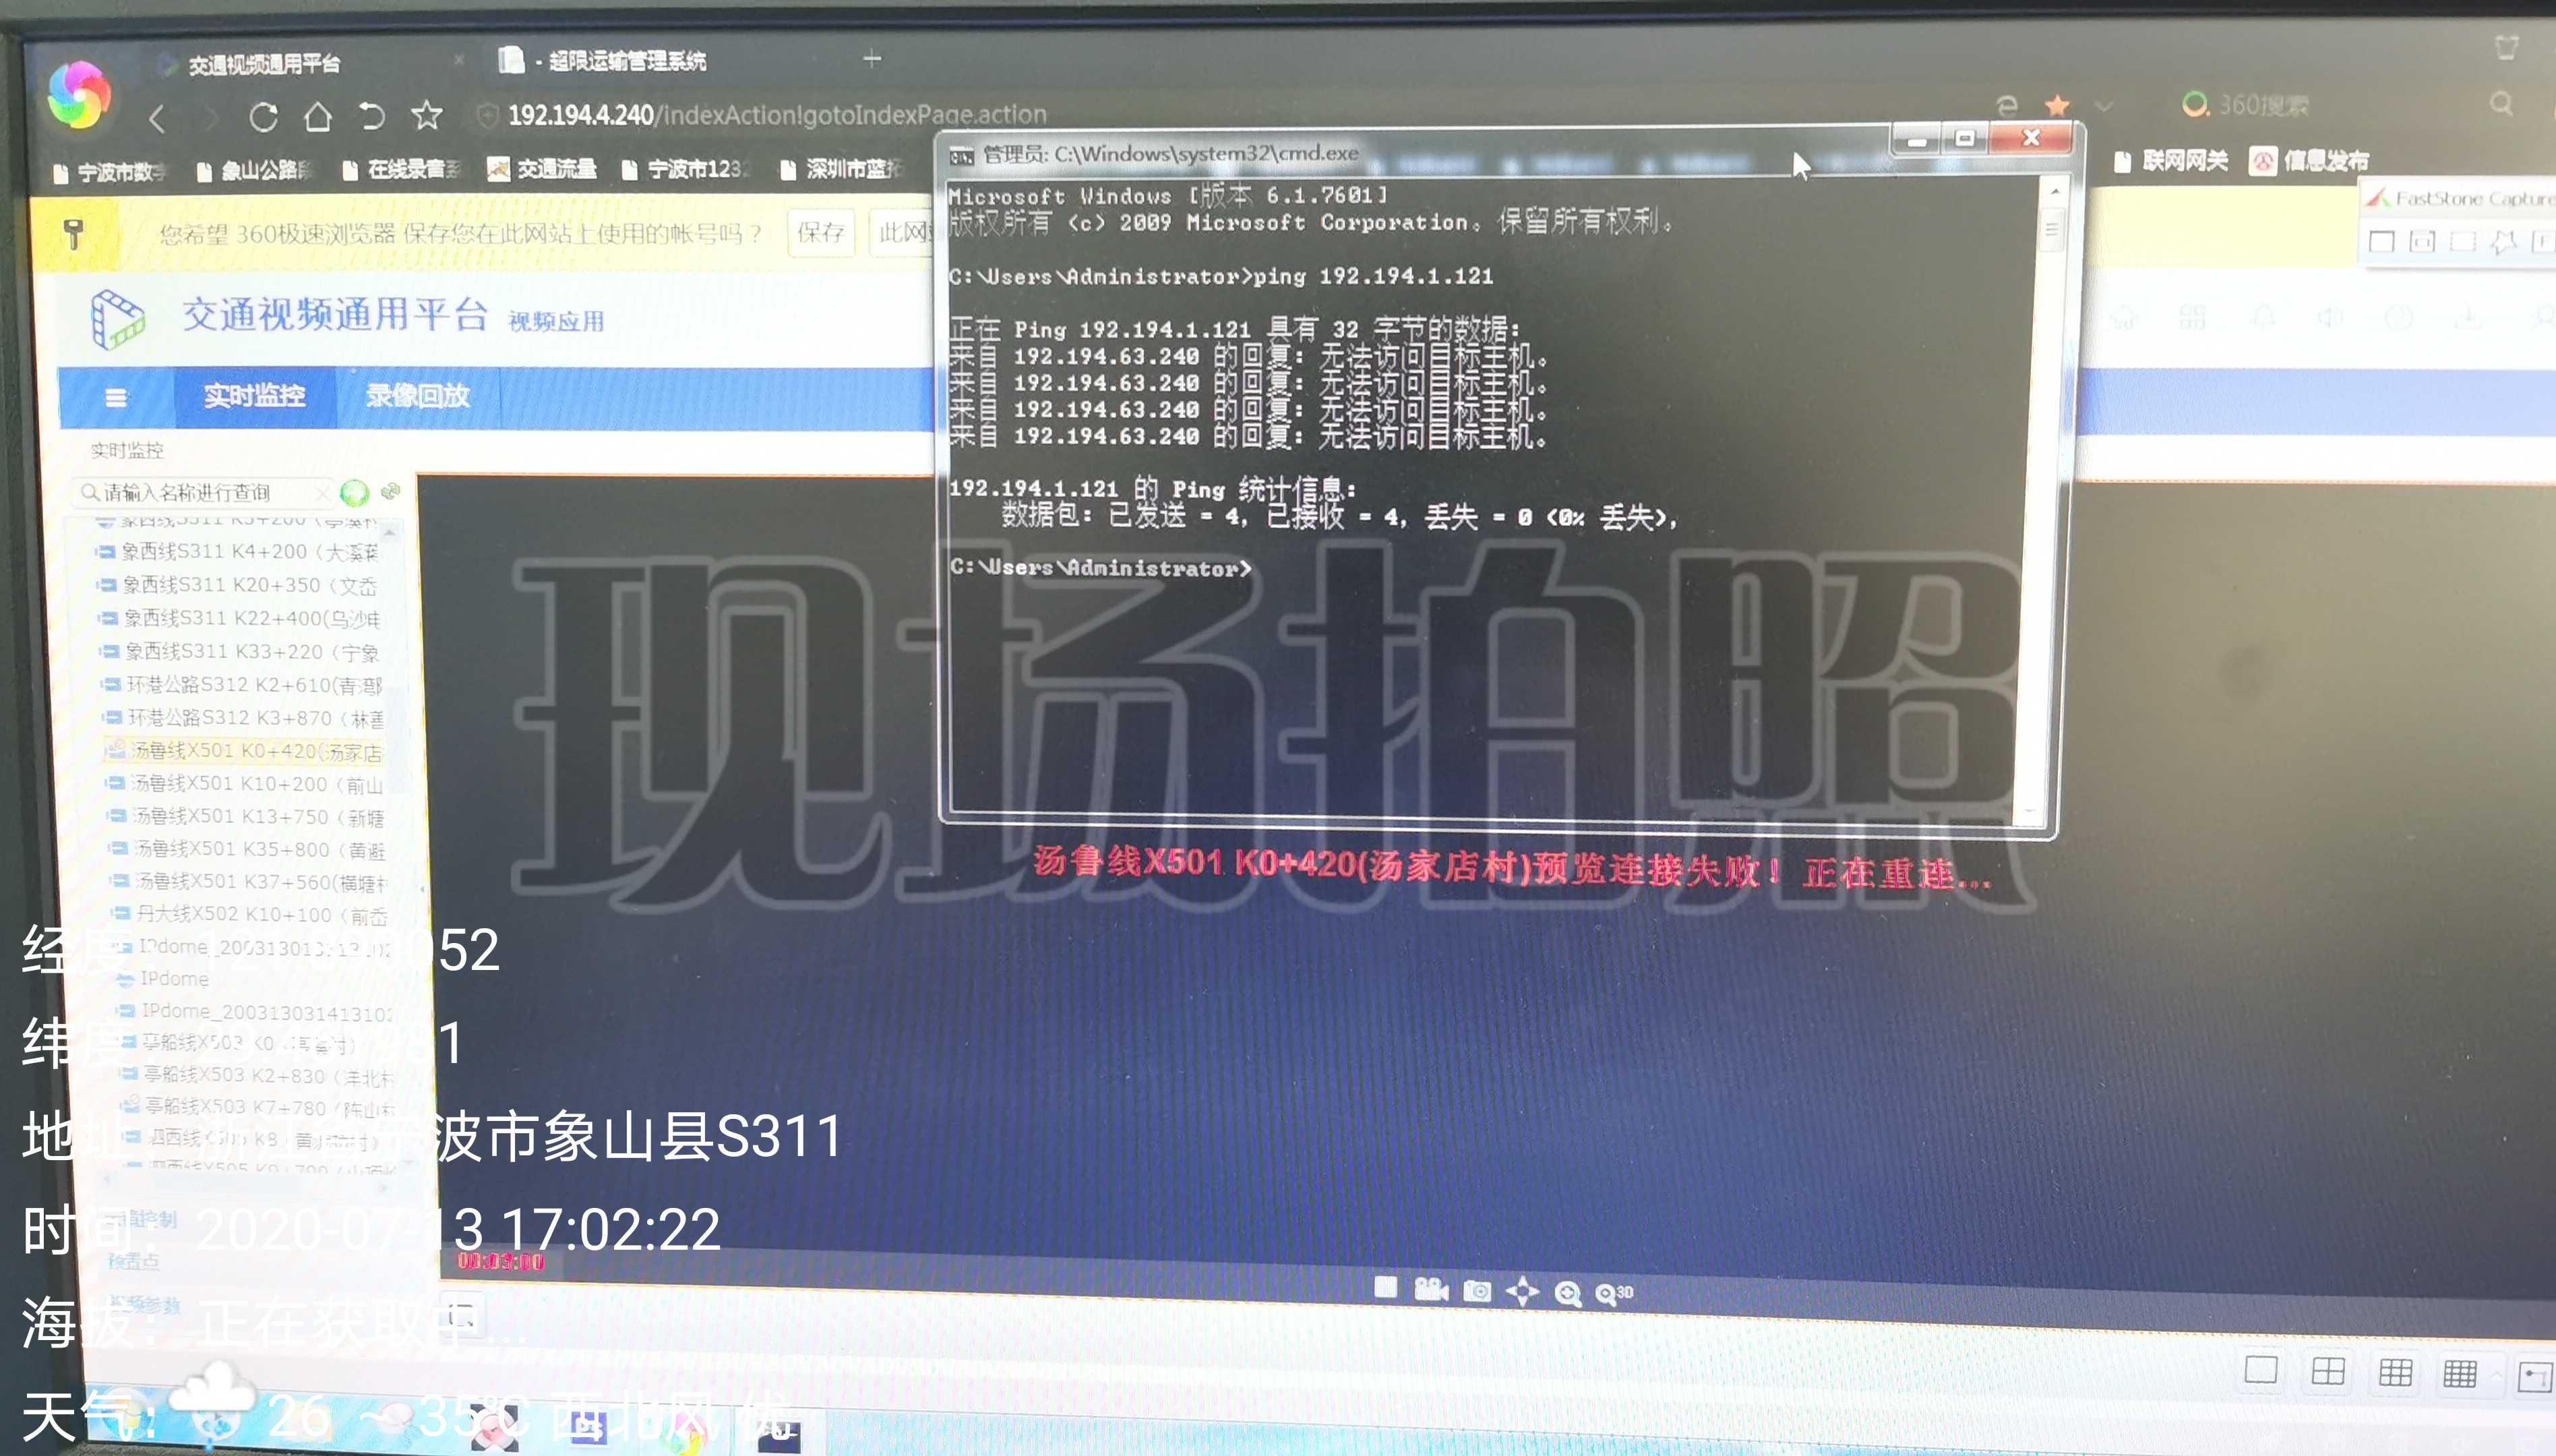 交通视频通用平台
- 超限运输管理系统
192.194.4.240/indexAction!gotoIndexPage.action
360搜索
宁波市数字
象山公路
在线录音系
交通流量
宁波市123
深圳市蓝拓
联网网关
信息发布
您希望 360极速浏览器 保存您在此网站上使用的帐号吗？
保存
此网
FastStone Capture
交通视频通用平台 视频应用
实时监控
录像回放
实时监控
请输入名称进行查询
象西线S311 K4+200（大溪
象西线S311 K20+350（文岙
象西线S311 K22+400(乌沙
象西线S311 K33+220（宁象
环港公路S312 K2+610(青湾
环港公路S312 K3+870（林善
汤鲁线X501 K0+420(汤家店
汤鲁线X501 K10+200（前山
汤鲁线X501 K13+750（新塘
汤鲁线X501 K35+800（黄避
汤鲁线X501 K37+560(横塘
丹大线X502 K10+100（前岙
IPdome
IPdome_20031303141310
亭船线X503 K0
亭船线X503 K2+830（洋北村
亭船线X503 K7+780（陈山村
管理员: C:\Windows\system32\cmd.exe
Microsoft Windows [版本 6.1.7601]
版权所有 <c> 2009 Microsoft Corporation。保留所有权利。
C:\Users\Administrator>ping 192.194.1.121
正在 Ping 192.194.1.121 具有 32 字节的数据:
来自 192.194.63.240 的回复: 无法访问目标主机。
来自 192.194.63.240 的回复: 无法访问目标主机。
来自 192.194.63.240 的回复: 无法访问目标主机。
来自 192.194.63.240 的回复: 无法访问目标主机。
192.194.1.121 的 Ping 统计信息:
数据包: 已发送 = 4, 已接收 = 4, 丢失 = 0 <0% 丢失>,
C:\Users\Administrator>
现场拍照
汤鲁线X501 K0+420(汤家店村)预览连接失败！正在重连...
00:03:00
3D
视频参数
经度
052
纬度
地址：浙江省宁波市象山县S311
时间：2020-07-13 17:02:22
海拔：正在获取中...
天气： 26 ~ 35℃ 西北风 优